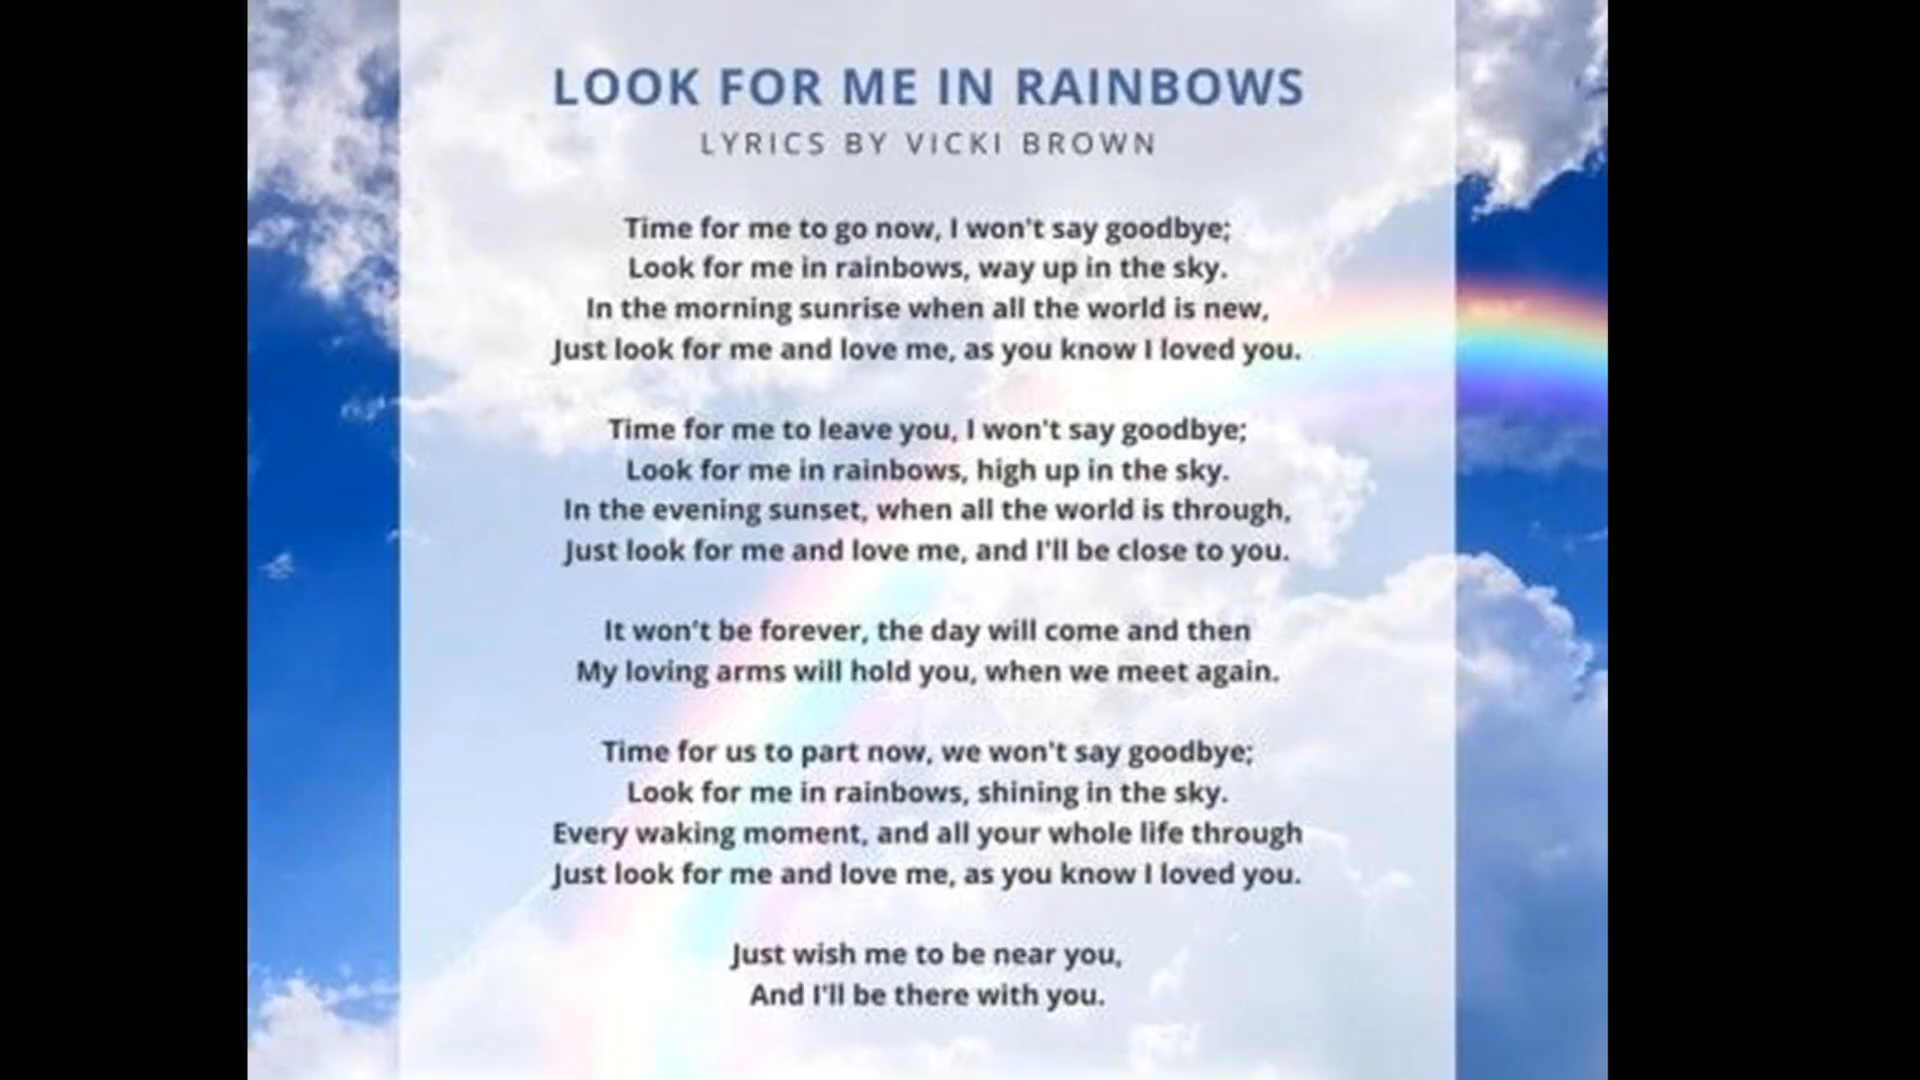 LOOK FOR ME IN RAINBOWS
LYRICS BY VICKI BROWN
Time for me to go now, I won't say goodbye;
Look for me in rainbows, way up in the sky.
In the morning sunrise when all the world is new,
Just look for me and love me, as you know I loved you.
Time for me to leave you, I won't say goodbye;
Look for me in rainbows, high up in the sky.
In the evening sunset, when all the world is through,
Just look for me and love me, and I'll be close to you.
It won't be forever, the day will come and then
My loving arms will hold you, when we meet again.
Time for us to part now, we won't say goodbye;
Look for me in rainbows, shining in the sky.
Every waking moment, and all your whole life through
Just look for me and love me, as you know I loved you.
Just wish me to be near you,
And I'll be there with you.